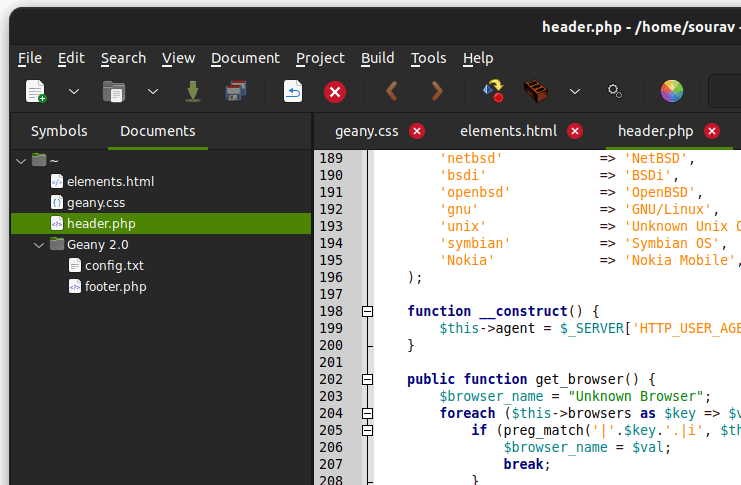 header.php - /home/sourav -
File Edit Search View Document Project Build Tools Help
Symbols Documents
geany.css elements.html header.php
~
elements.html
geany.css
header.php
Geany 2.0
config.txt
footer.php
189 'netbsd' => 'NetBSD',
190 'bsdi' => 'BSDi',
191 'openbsd' => 'OpenBSD',
192 'gnu' => 'GNU/Linux',
193 'unix' => 'Unknown Unix O
194 'symbian' => 'Symbian OS',
195 'Nokia' => 'Nokia Mobile',
196 );
197
198 function __construct() {
199 $this->agent = $_SERVER['HTTP_USER_AGE
200 }
201
202 public function get_browser() {
203 $browser_name = "Unknown Browser";
204 foreach ($this->browsers as $key => $v
205 if (preg_match('|'.$key.'.|i', $th
206 $browser_name = $val;
207 break;
208 }